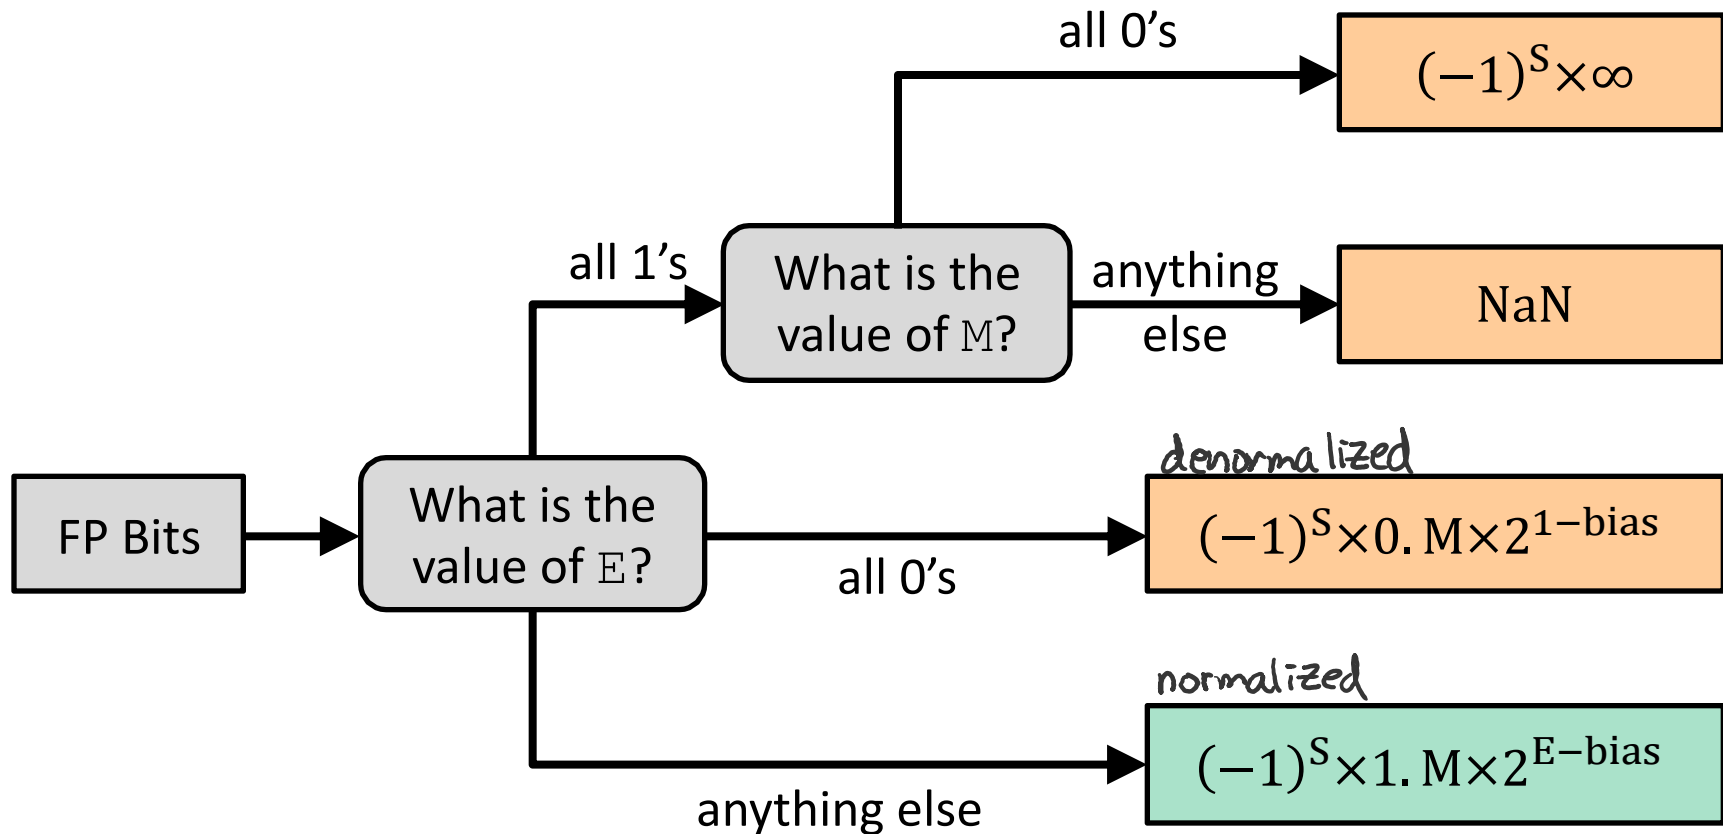 all 0’s
(−1)^S×∞
all 1’s
What is the
value of M?
anything
else
NaN
FP Bits
What is the
value of E?
all 0’s
denormalized
(−1)^S×0. M×2^{1−bias}
anything else
normalized
(−1)^S×1. M×2^{E−bias}